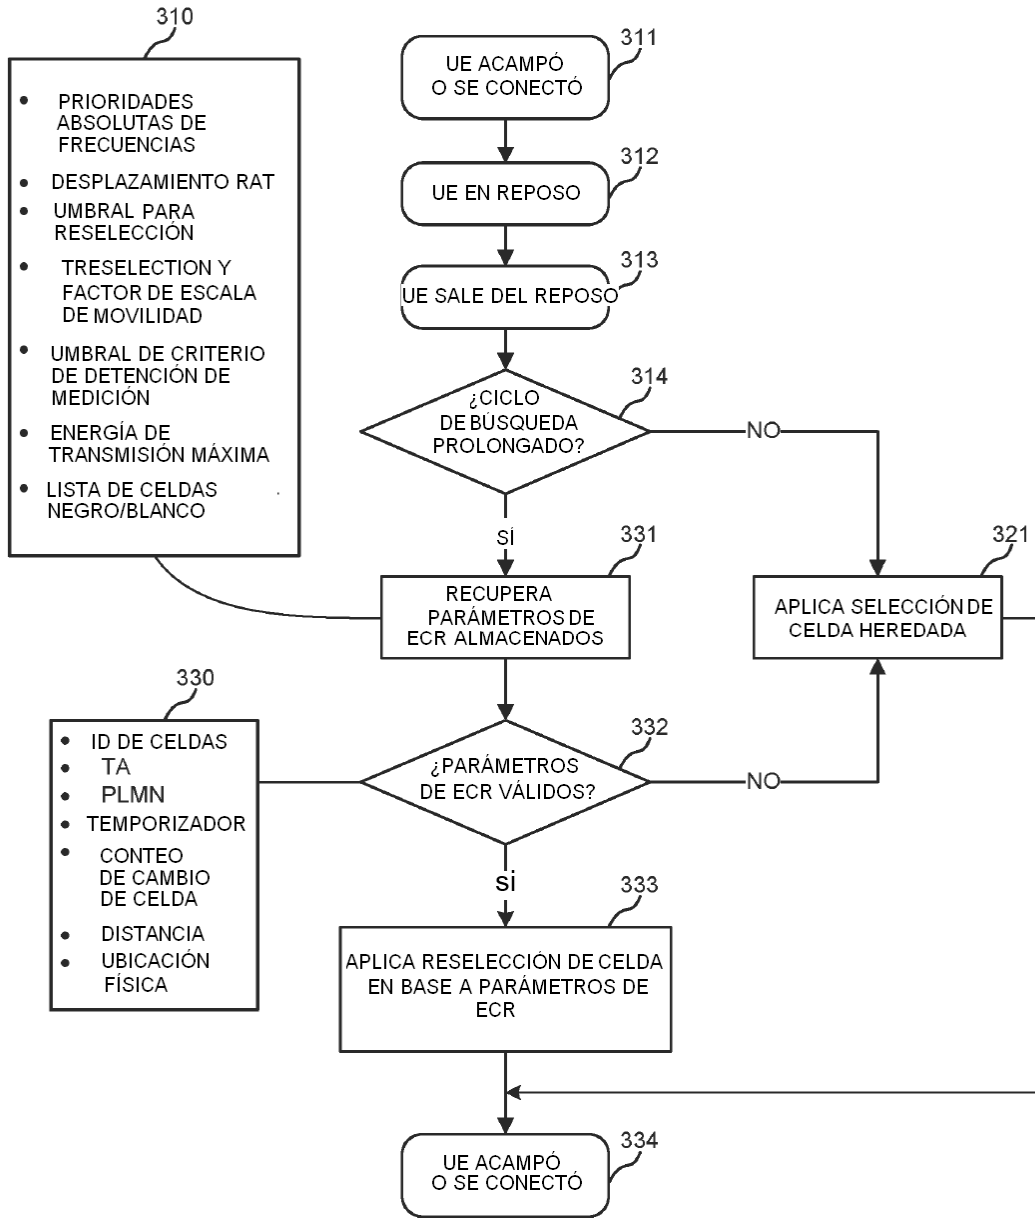 310
• PRIORIDADES
ABSOLUTAS DE
FRECUENCIAS
• DESPLAZAMIENTO RAT
• UMBRAL PARA
RESELECCIÓN
• TRESELECTION Y
FACTOR DE ESCALA
DE MOVILIDAD
• UMBRAL DE CRITERIO
DE DETENCIÓN DE
MEDICIÓN
• ENERGÍA DE
TRANSMISIÓN MÁXIMA
• LISTA DE CELDAS
NEGRO/BLANCO
311
UE ACAMPÓ
O SE CONECTÓ
312
UE EN REPOSO
313
UE SALE DEL REPOSO
314
¿CICLO
DE BÚSQUEDA
PROLONGADO?
NO
SÍ
331
RECUPERA
PARÁMETROS DE
ECR ALMACENADOS
321
APLICA SELECCIÓN DE
CELDA HEREDADA
330
• ID DE CELDAS
• TA
• PLMN
• TEMPORIZADOR
• CONTEO
DE CAMBIO
DE CELDA
• DISTANCIA
• UBICACIÓN
FÍSICA
332
¿PARÁMETROS
DE ECR VÁLIDOS?
NO
si
333
APLICA RESELECCIÓN DE CELDA
EN BASE A PARÁMETROS DE
ECR
334
UE ACAMPÓ
O SE CONECTÓ